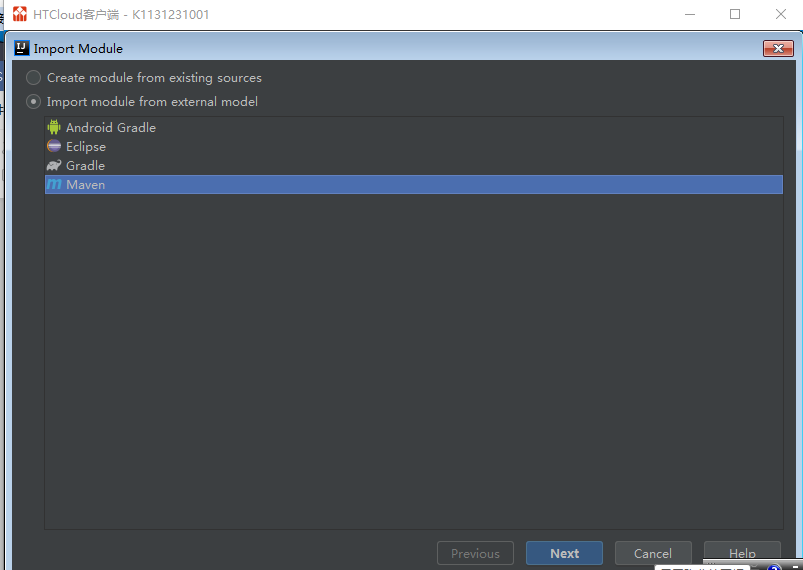 HTCloud客户端 - K1131231001
Import Module
Create module from existing sources
Import module from external model
Android Gradle
Eclipse
Gradle
Maven
Previous
Next
Cancel
Help